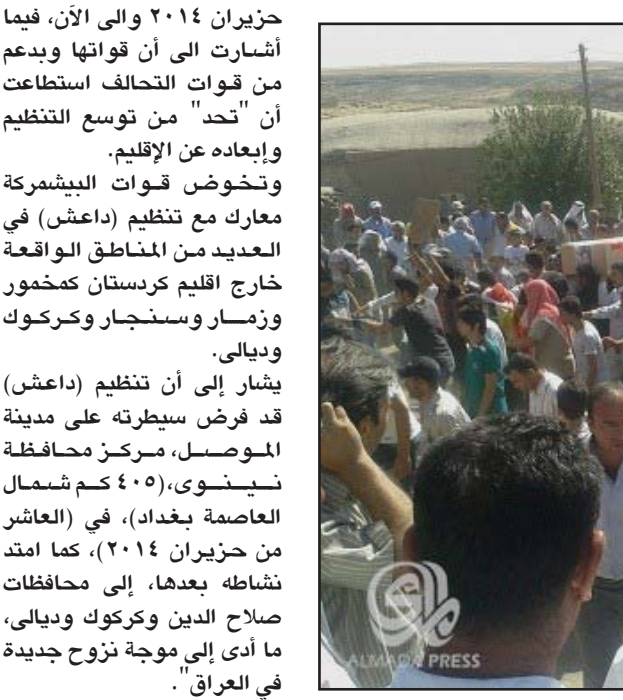 حزيران ٢٠١٤ والى الآن، فيما
أشارت الى أن قواتها وبدعم
من قوات التحالف استطاعت
أن "تحد" من توسع التنظيم
وإبعاده عن الإقليم.
وتخوض قوات البيشمركة
معارك مع تنظيم (داعش) في
العديد من المناطق الواقعة
خارج اقليم كردستان كمخمور
وزمار وسنجار وكركوك
وديالى.
يشار إلى أن تنظيم (داعش)
قد فرض سيطرته على مدينة
الموصل، مركز محافظة
نينوى،(٤٠٥ كم شمال
العاصمة بغداد)، في (العاشر
من حزيران ٢٠١٤)، كما امتد
نشاطه بعدها، إلى محافظات
صلاح الدين وكركوك وديالى،
ما أدى إلى موجة نزوح جديدة
في العراق".
المدى
ALMADA PRESS